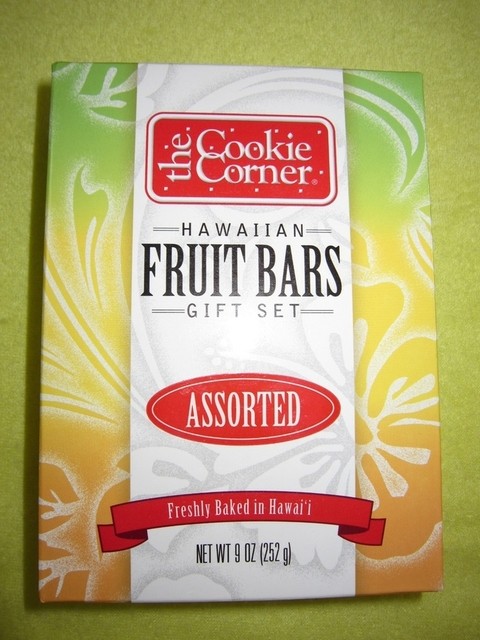 the Cookie
Corner®
HAWAIIAN
FRUIT BARS
GIFT SET
ASSORTED
Freshly Baked in Hawai'i
NET WT 9 OZ (252 g)